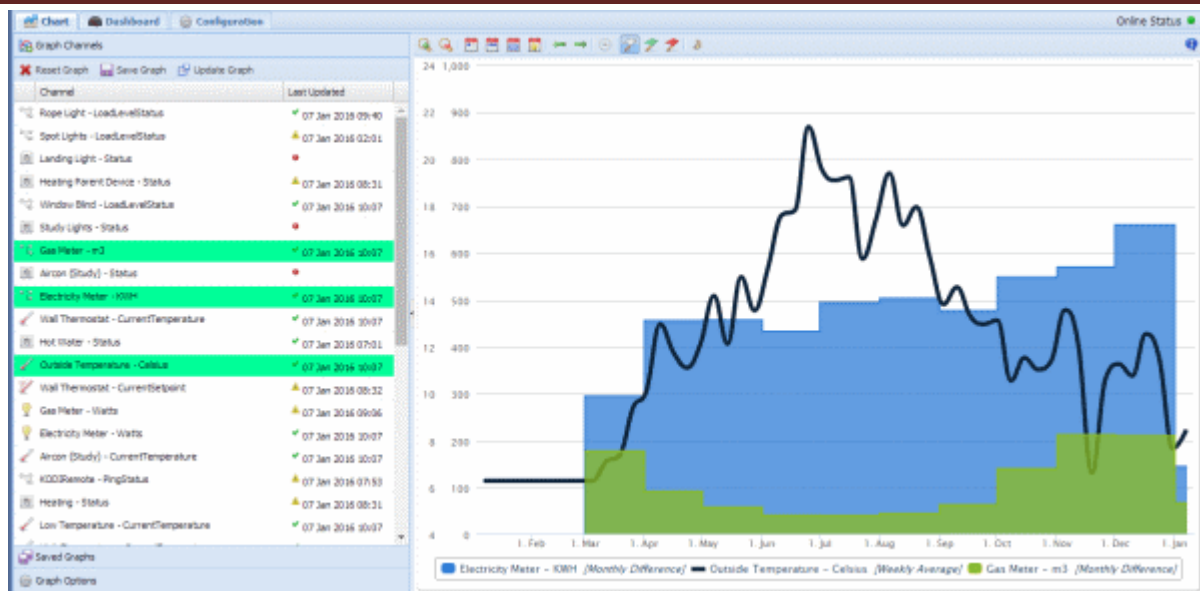 Chart Dashboard Configuration Online Status
Graph Channels
Reset Graph Save Graph Update Graph
Channel Last Updated
Rope Light - LoadLevelStatus 07 Jan 2016 09:40
Spot Lights - LoadLevelStatus 07 Jan 2016 02:01
Landing Light - Status
Heating Parent Device - Status 07 Jan 2016 08:31
Window Blind - LoadLevelStatus 07 Jan 2016 10:07
Study Lights - Status
Gas Meter - m3 07 Jan 2016 10:07
Aircon (Study) - Status
Electricity Meter - KWH 07 Jan 2016 10:07
Wall Thermostat - CurrentTemperature 07 Jan 2016 10:07
Hot Water - Status 07 Jan 2016 07:01
Outside Temperature - Celsius 07 Jan 2016 10:07
Wall Thermostat - CurrentSetpoint 07 Jan 2016 08:32
Gas Meter - Watts 07 Jan 2016 09:06
Electricity Meter - Watts 07 Jan 2016 10:07
Aircon (Study) - CurrentTemperature 07 Jan 2016 10:07
KODIRemote - PingStatus 07 Jan 2016 07:53
Heating - Status 07 Jan 2016 08:31
Low Temperature - CurrentTemperature 07 Jan 2016 10:07
Saved Graphs
Graph Options
24 1,000
22 900
20 800
18 700
16 600
14 500
12 400
10 300
8 200
6 100
4 0
1. Feb 1. Mar 1. Apr 1. May 1. Jun 1. Jul 1. Aug 1. Sep 1. Oct 1. Nov 1. Dec 1. Jan
Electricity Meter - KWH [Monthly Difference] Outside Temperature - Celsius [Weekly Average] Gas Meter - m3 [Monthly Difference]